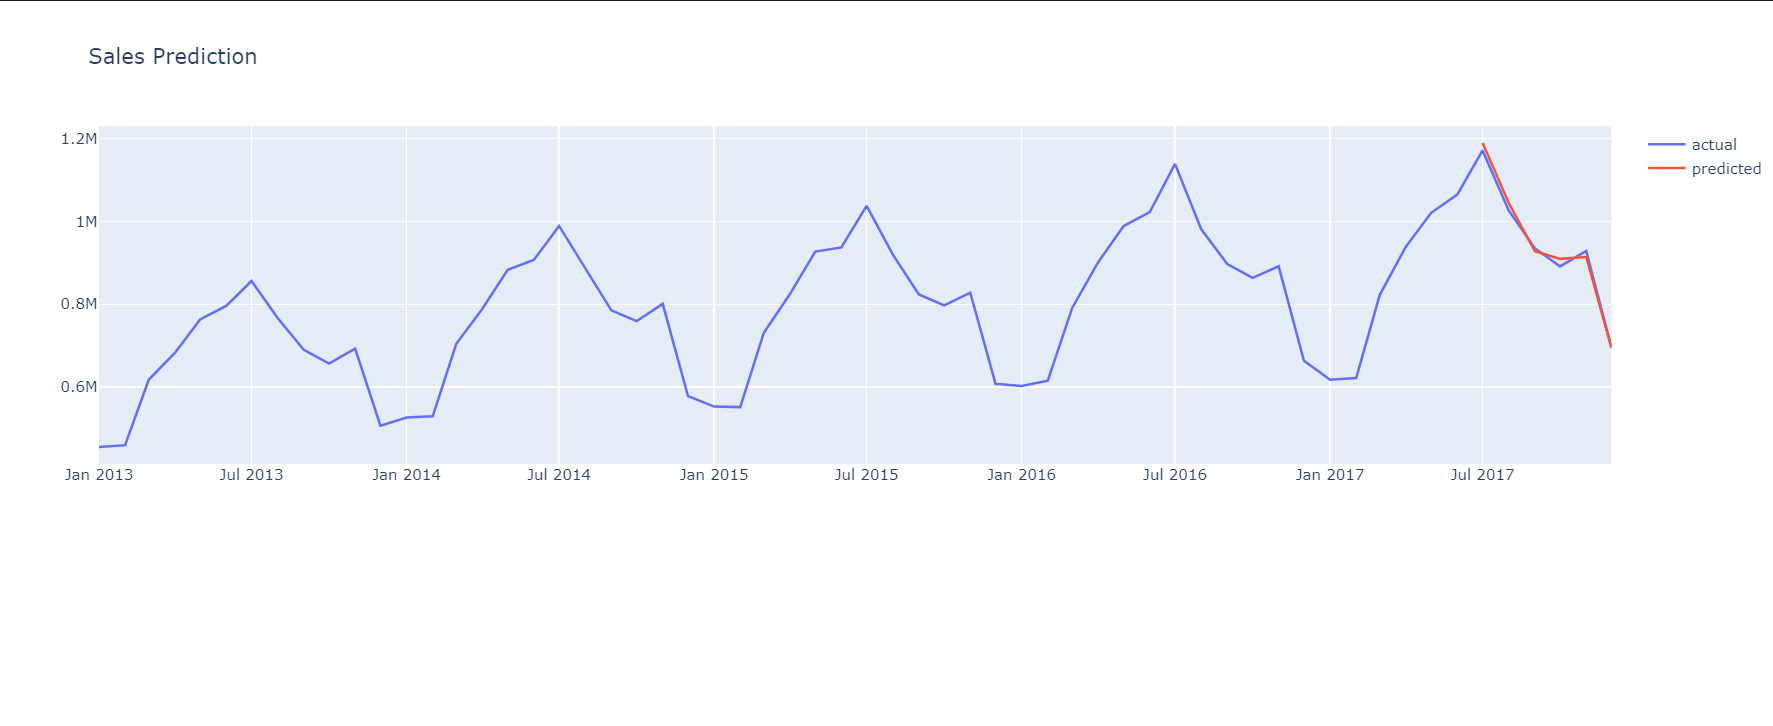 Sales Prediction
1.2M
1M
0.8M
0.6M
Jan 2013
Jul 2013
Jan 2014
Jul 2014
Jan 2015
Jul 2015
Jan 2016
Jul 2016
Jan 2017
Jul 2017
actual
predicted